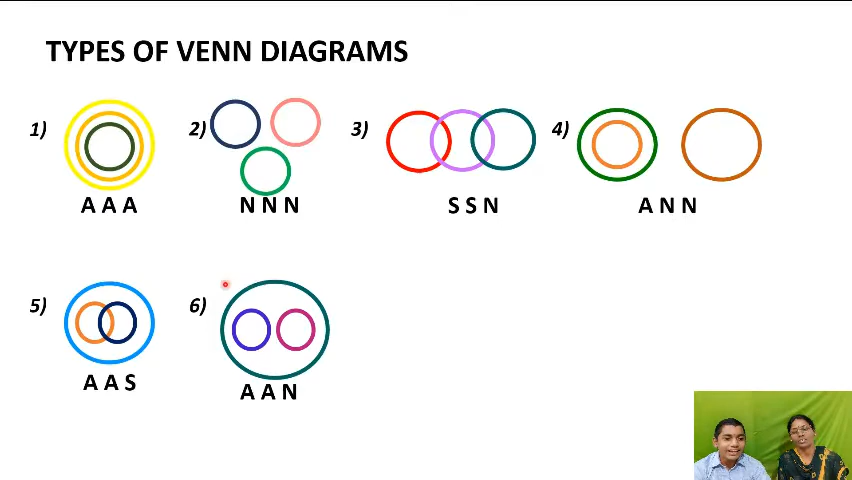 TYPES OF VENN DIAGRAMS
1) 2) 3) 4)
A A A N N N S S N A N N
5) 6)
A A S A A N